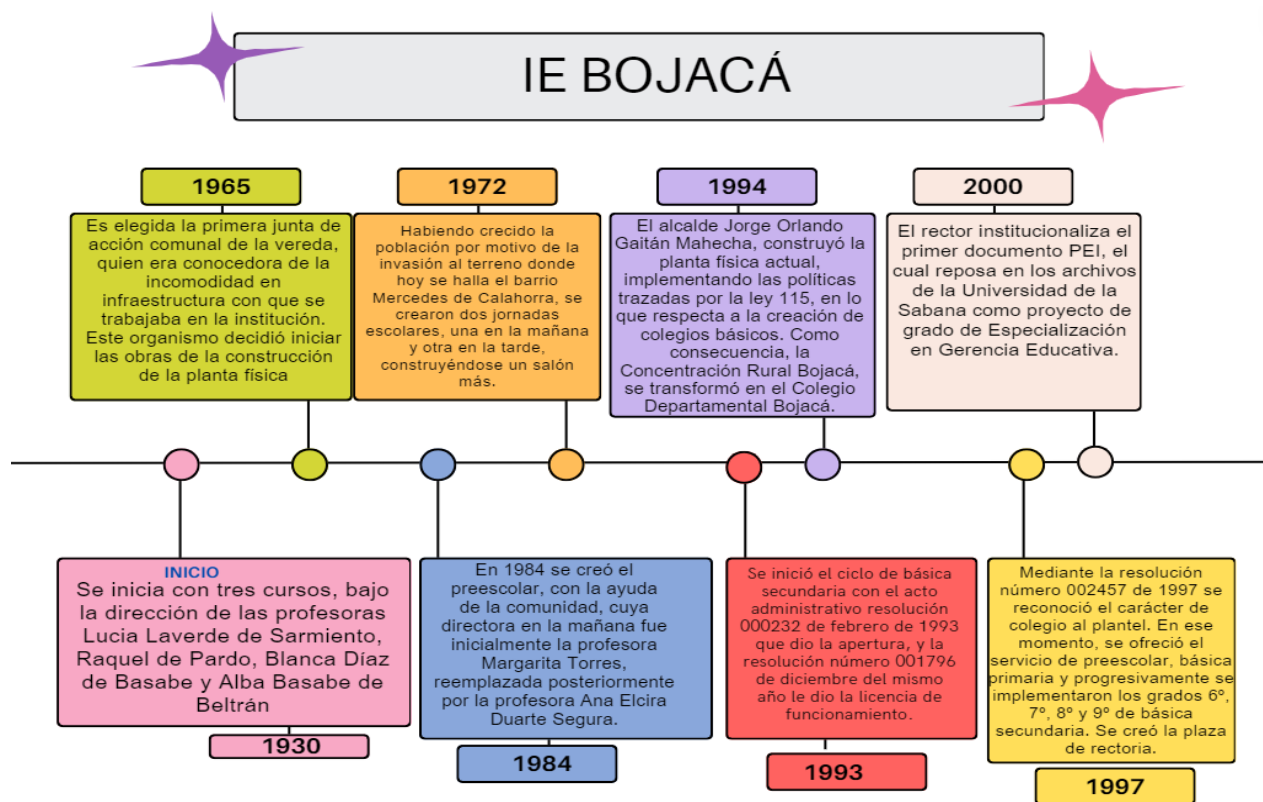 IE BOJACÁ
1965
Es elegida la primera junta de
acción comunal de la vereda,
quien era conocedora de la
incomodidad en
infraestructura con que se
trabajaba en la institución.
Este organismo decidió iniciar
las obras de la construcción
de la planta física
1972
Habiendo crecido la
población por motivo de la
invasión al terreno donde
hoy se halla el barrio
Mercedes de Calahorra, se
crearon dos jornadas
escolares, una en la mañana
y otra en la tarde,
construyéndose un salón
más.
1994
El alcalde Jorge Orlando
Gaitán Mahecha, construyó la
planta física actual,
implementando las políticas
trazadas por la ley 115, en lo
que respecta a la creación de
colegios básicos. Como
consecuencia, la
Concentración Rural Bojacá,
se transformó en el Colegio
Departamental Bojacá.
2000
El rector institucionaliza el
primer documento PEI, el
cual reposa en los archivos
de la Universidad de la
Sabana como proyecto de
grado de Especialización
en Gerencia Educativa.
INICIO
Se inicia con tres cursos, bajo
la dirección de las profesoras
Lucia Laverde de Sarmiento,
Raquel de Pardo, Blanca Díaz
de Basabe y Alba Basabe de
Beltrán
1930
En 1984 se creó el
preescolar, con la ayuda
de la comunidad, cuya
directora en la mañana fue
inicialmente la profesora
Margarita Torres,
reemplazada posteriormente
por la profesora Ana Elcira
Duarte Segura.
1984
Se inició el ciclo de básica
secundaria con el acto
administrativo resolución
000232 de febrero de 1993
que dio la apertura, y la
resolución número 001796
de diciembre del mismo
año le dio la licencia de
funcionamiento.
1993
Mediante la resolución
número 002457 de 1997 se
reconoció el carácter de
colegio al plantel. En ese
momento, se ofreció el
servicio de preescolar, básica
primaria y progresivamente se
implementaron los grados 6º,
7º, 8º y 9º de básica
secundaria. Se creó la plaza
de rectoria.
1997